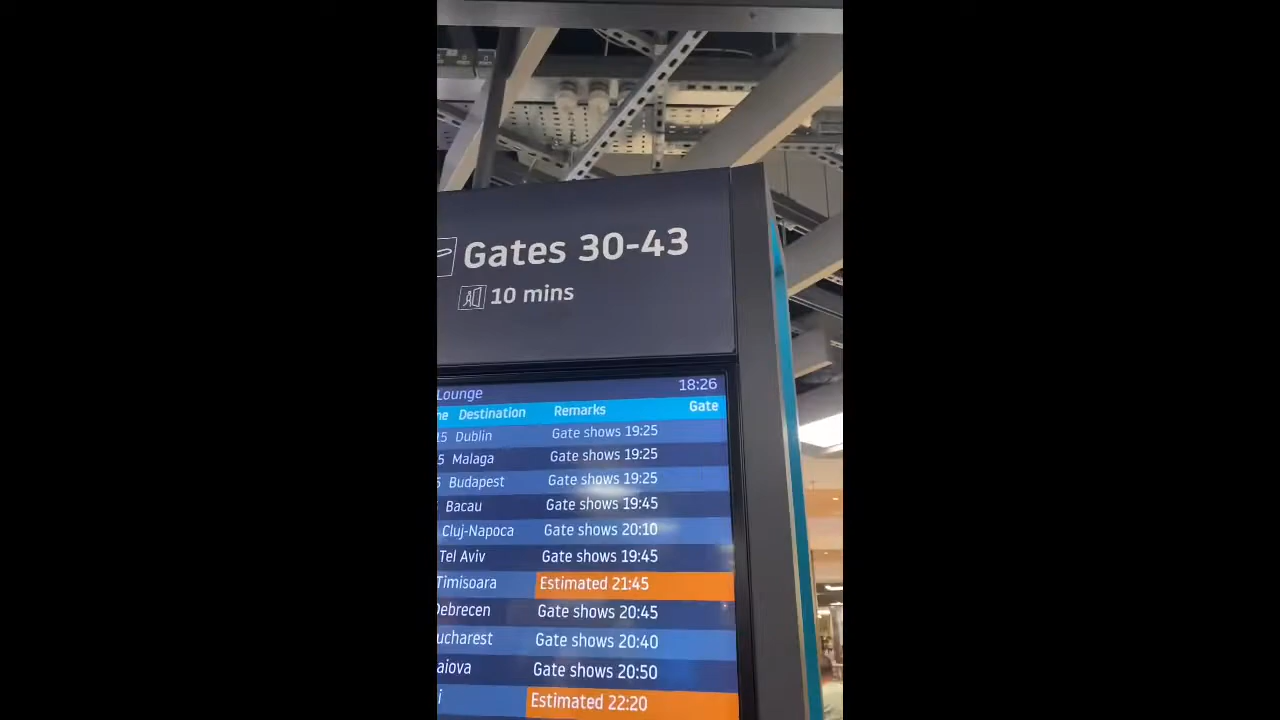 Gates 30-43
10 mins
Lounge 18:26
Destination Remarks Gate
Dublin Gate shows 19:25
Malaga Gate shows 19:25
Budapest Gate shows 19:25
Bacau Gate shows 19:45
Cluj-Napoca Gate shows 20:10
Tel Aviv Gate shows 19:45
Timisoara Estimated 21:45
Debrecen Gate shows 20:45
ucharest Gate shows 20:40
aiova Gate shows 20:50
i Estimated 22:20